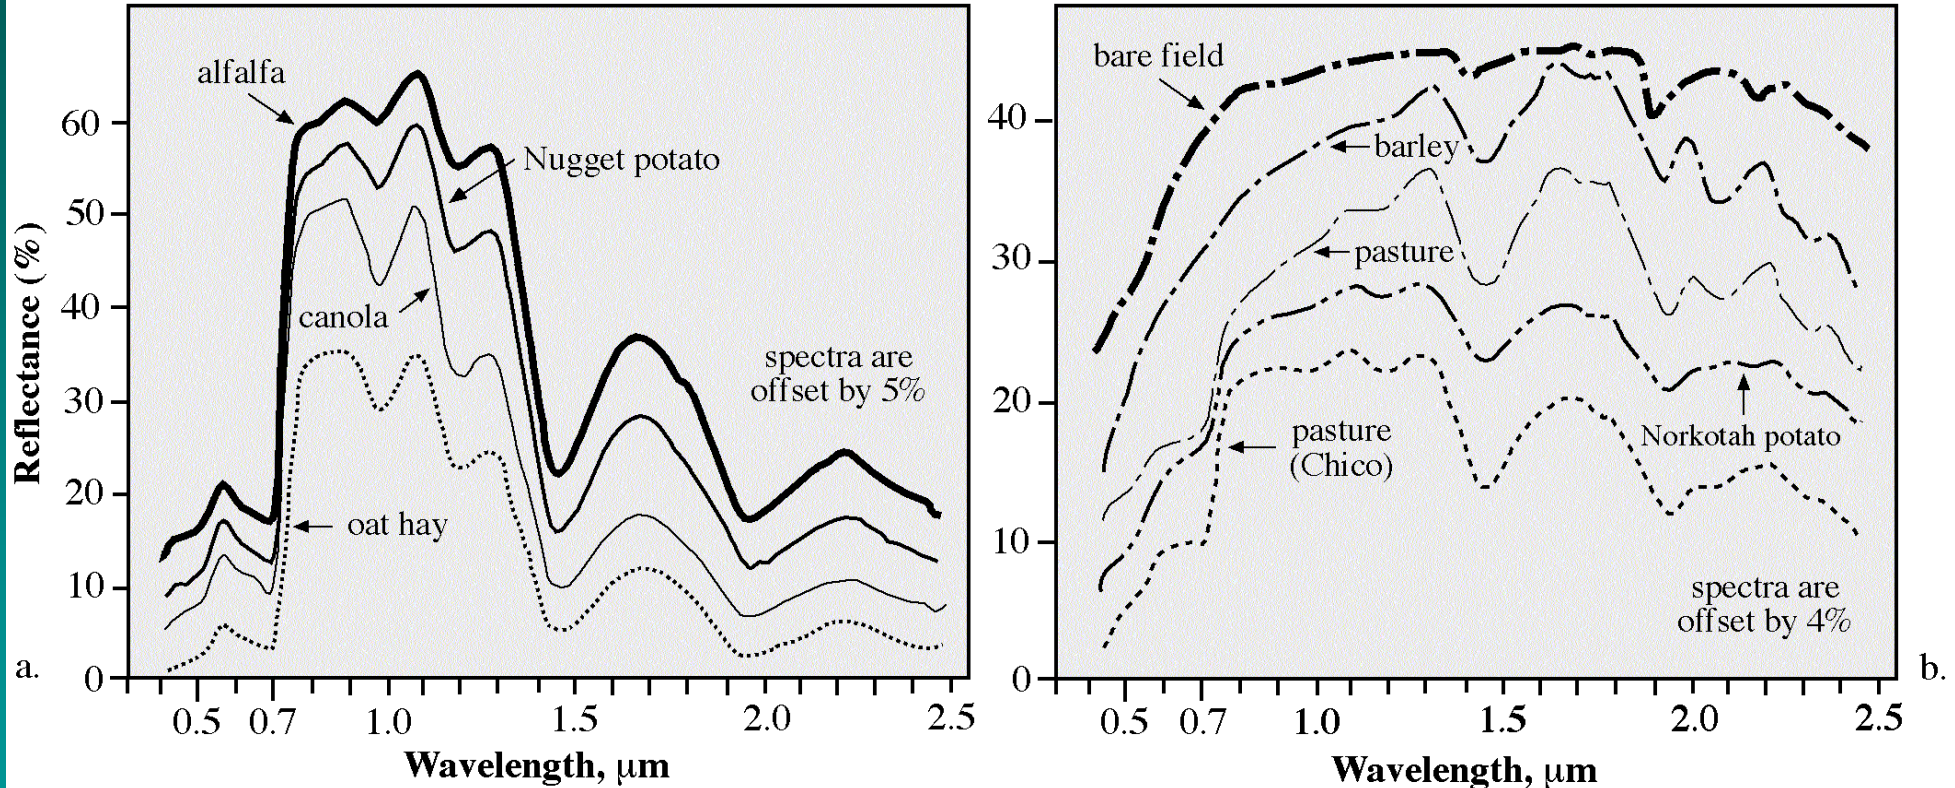 alfalfa
60
Nugget potato
50
canola
40
spectra are
offset by 5%
30
20
oat hay
10
0
a.
Reflectance (%)
0.5 0.7 1.0 1.5 2.0 2.5
Wavelength, μm
bare field
40
barley
30
pasture
20
pasture
(Chico)
Norkotah potato
10
spectra are
offset by 4%
0
b.
0.5 0.7 1.0 1.5 2.0 2.5
Wavelength, μm